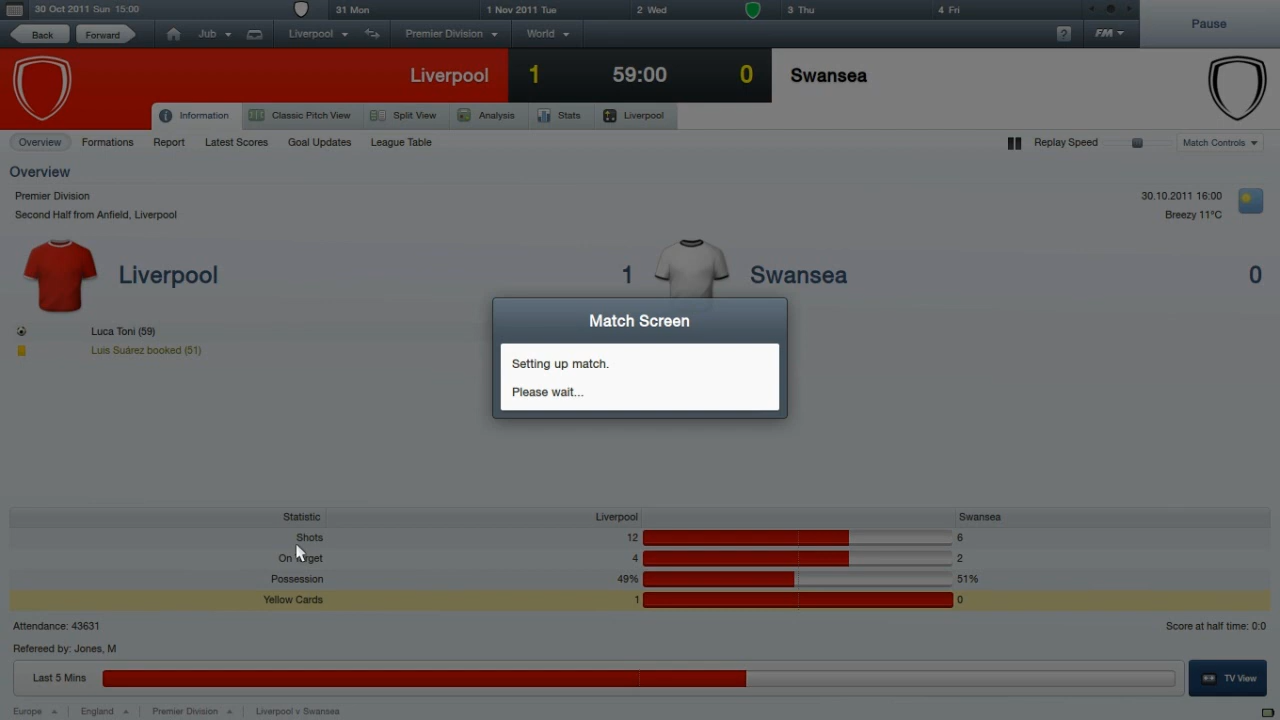 30 Oct 2011 Sun 15:00 31 Mon 1 Nov 2011 Tue 2 Wed 3 Thu 4 Fri
Back Forward Jub Liverpool Premier Division World ? FM Pause
Liverpool 1 59:00 0 Swansea
Information Classic Pitch View Split View Analysis Stats Liverpool
Overview Formations Report Latest Scores Goal Updates League Table Replay Speed Match Controls
Overview
Premier Division 30.10.2011 16:00
Second Half from Anfield, Liverpool Breezy 11°C
Liverpool 1 Swansea 0
Match Screen
Luca Toni (59)
Luis Suárez booked (51)
Setting up match.
Please wait...
Statistic Liverpool Swansea
Shots 12 6
On Target 4 2
Possession 49% 51%
Yellow Cards 1 0
Attendance: 43631 Score at half time: 0:0
Refereed by: Jones, M
Last 5 Mins TV View
Europe England Premier Division Liverpool v Swansea